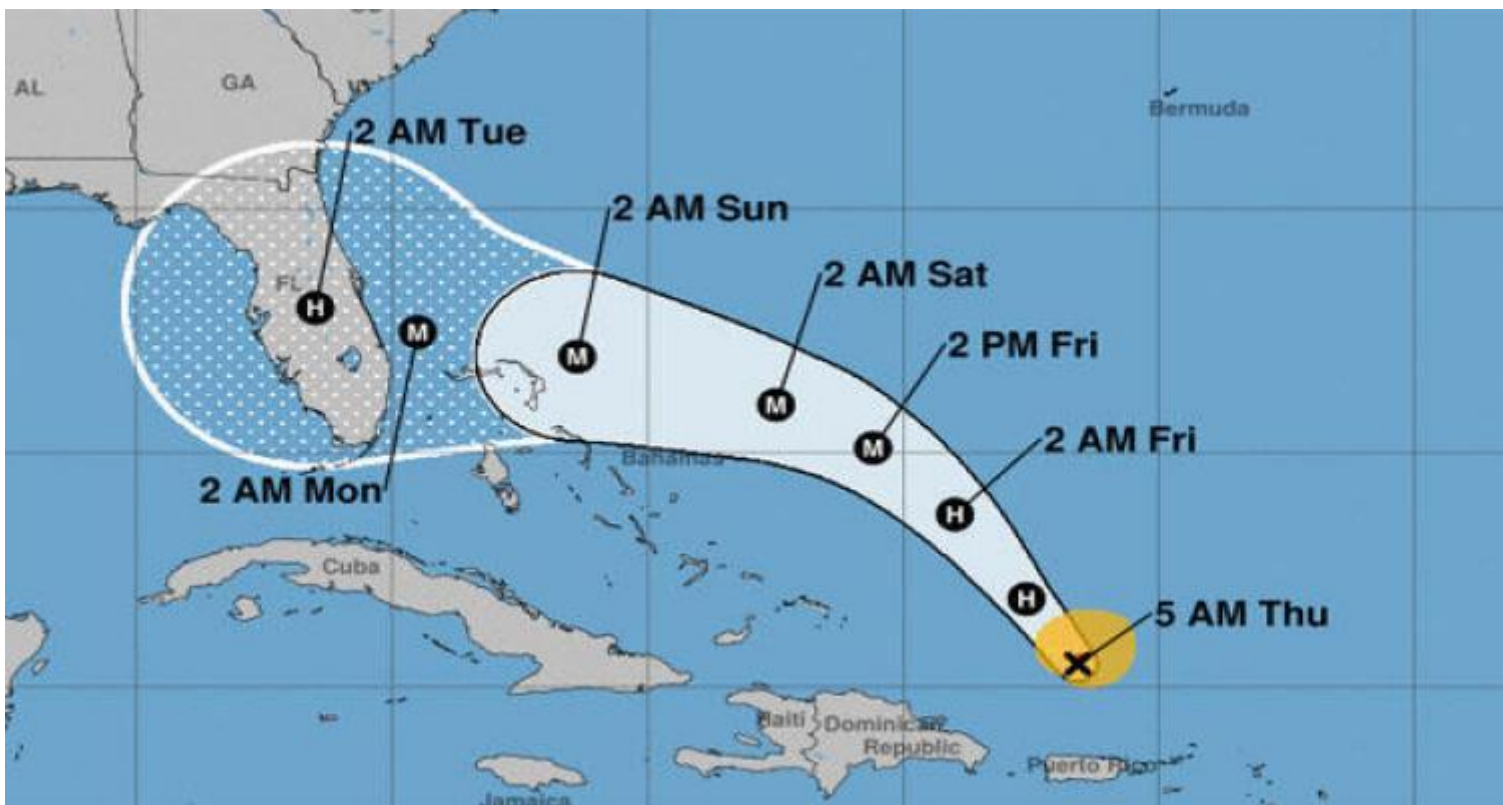 AL
GA
Bermuda
2 AM Tue
2 AM Sun
2 AM Sat
FL
H
M
2 PM Fri
M
M
M
2 AM Fri
Bahamas
2 AM Mon
H
Cuba
H
5 AM Thu
Haiti
Dominican
Republic
Puerto Rico
Jamaica